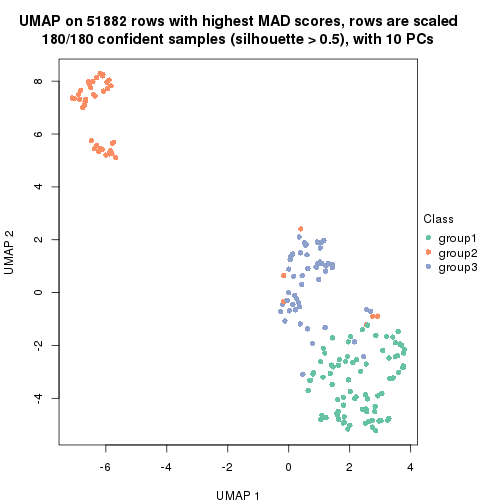 UMAP on 51882 rows with highest MAD scores, rows are scaled
180/180 confident samples (silhouette > 0.5), with 10 PCs
8
6
4
2
0
-2
-4
UMAP 2
-6
-4
-2
0
2
4
UMAP 1
Class
group1
group2
group3